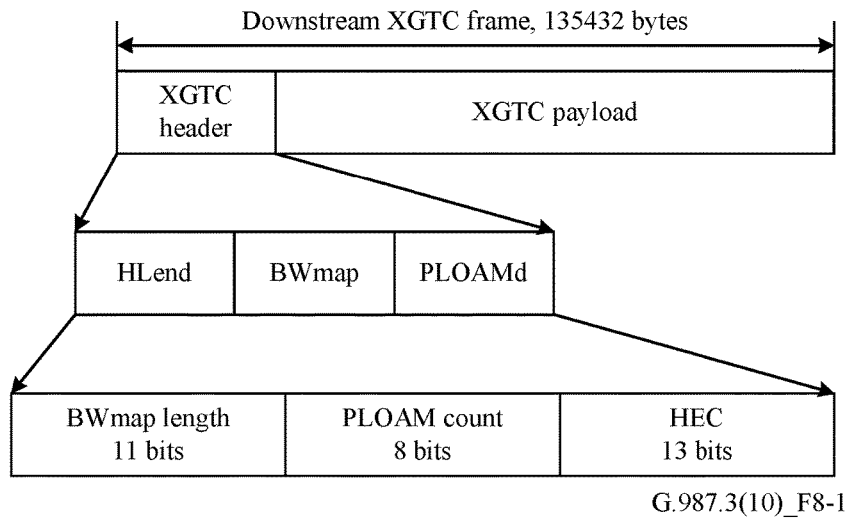 Downstream XGTC frame, 135432 bytes
XGTC
header
XGTC payload
HLend
BWmap
PLOAMd
BWmap length
11 bits
PLOAM count
8 bits
HEC
13 bits
G.987.3(10)_F8-1